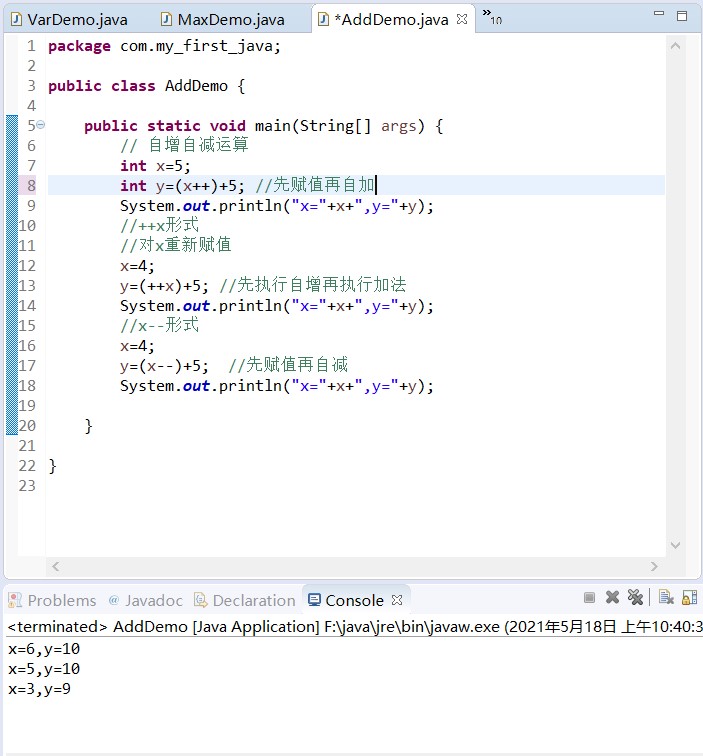 VarDemo.java
MaxDemo.java
*AddDemo.java
»10
1 package com.my_first_java;
2
3 public class AddDemo {
4
5 public static void main(String[] args) {
6 // 自增自减运算
7 int x=5;
8 int y=(x++)+5; //先赋值再自加
9 System.out.println("x="+x+",y="+y);
10 //++x形式
11 //对x重新赋值
12 x=4;
13 y=(++x)+5; //先执行自增再执行加法
14 System.out.println("x="+x+",y="+y);
15 //x--形式
16 x=4;
17 y=(x--)+5; //先赋值再自减
18 System.out.println("x="+x+",y="+y);
19
20 }
21
22 }
23
Problems
@ Javadoc
Declaration
Console
<terminated> AddDemo [Java Application] F:\java\jre\bin\javaw.exe (2021年5月18日 上午10:40:3
x=6,y=10
x=5,y=10
x=3,y=9